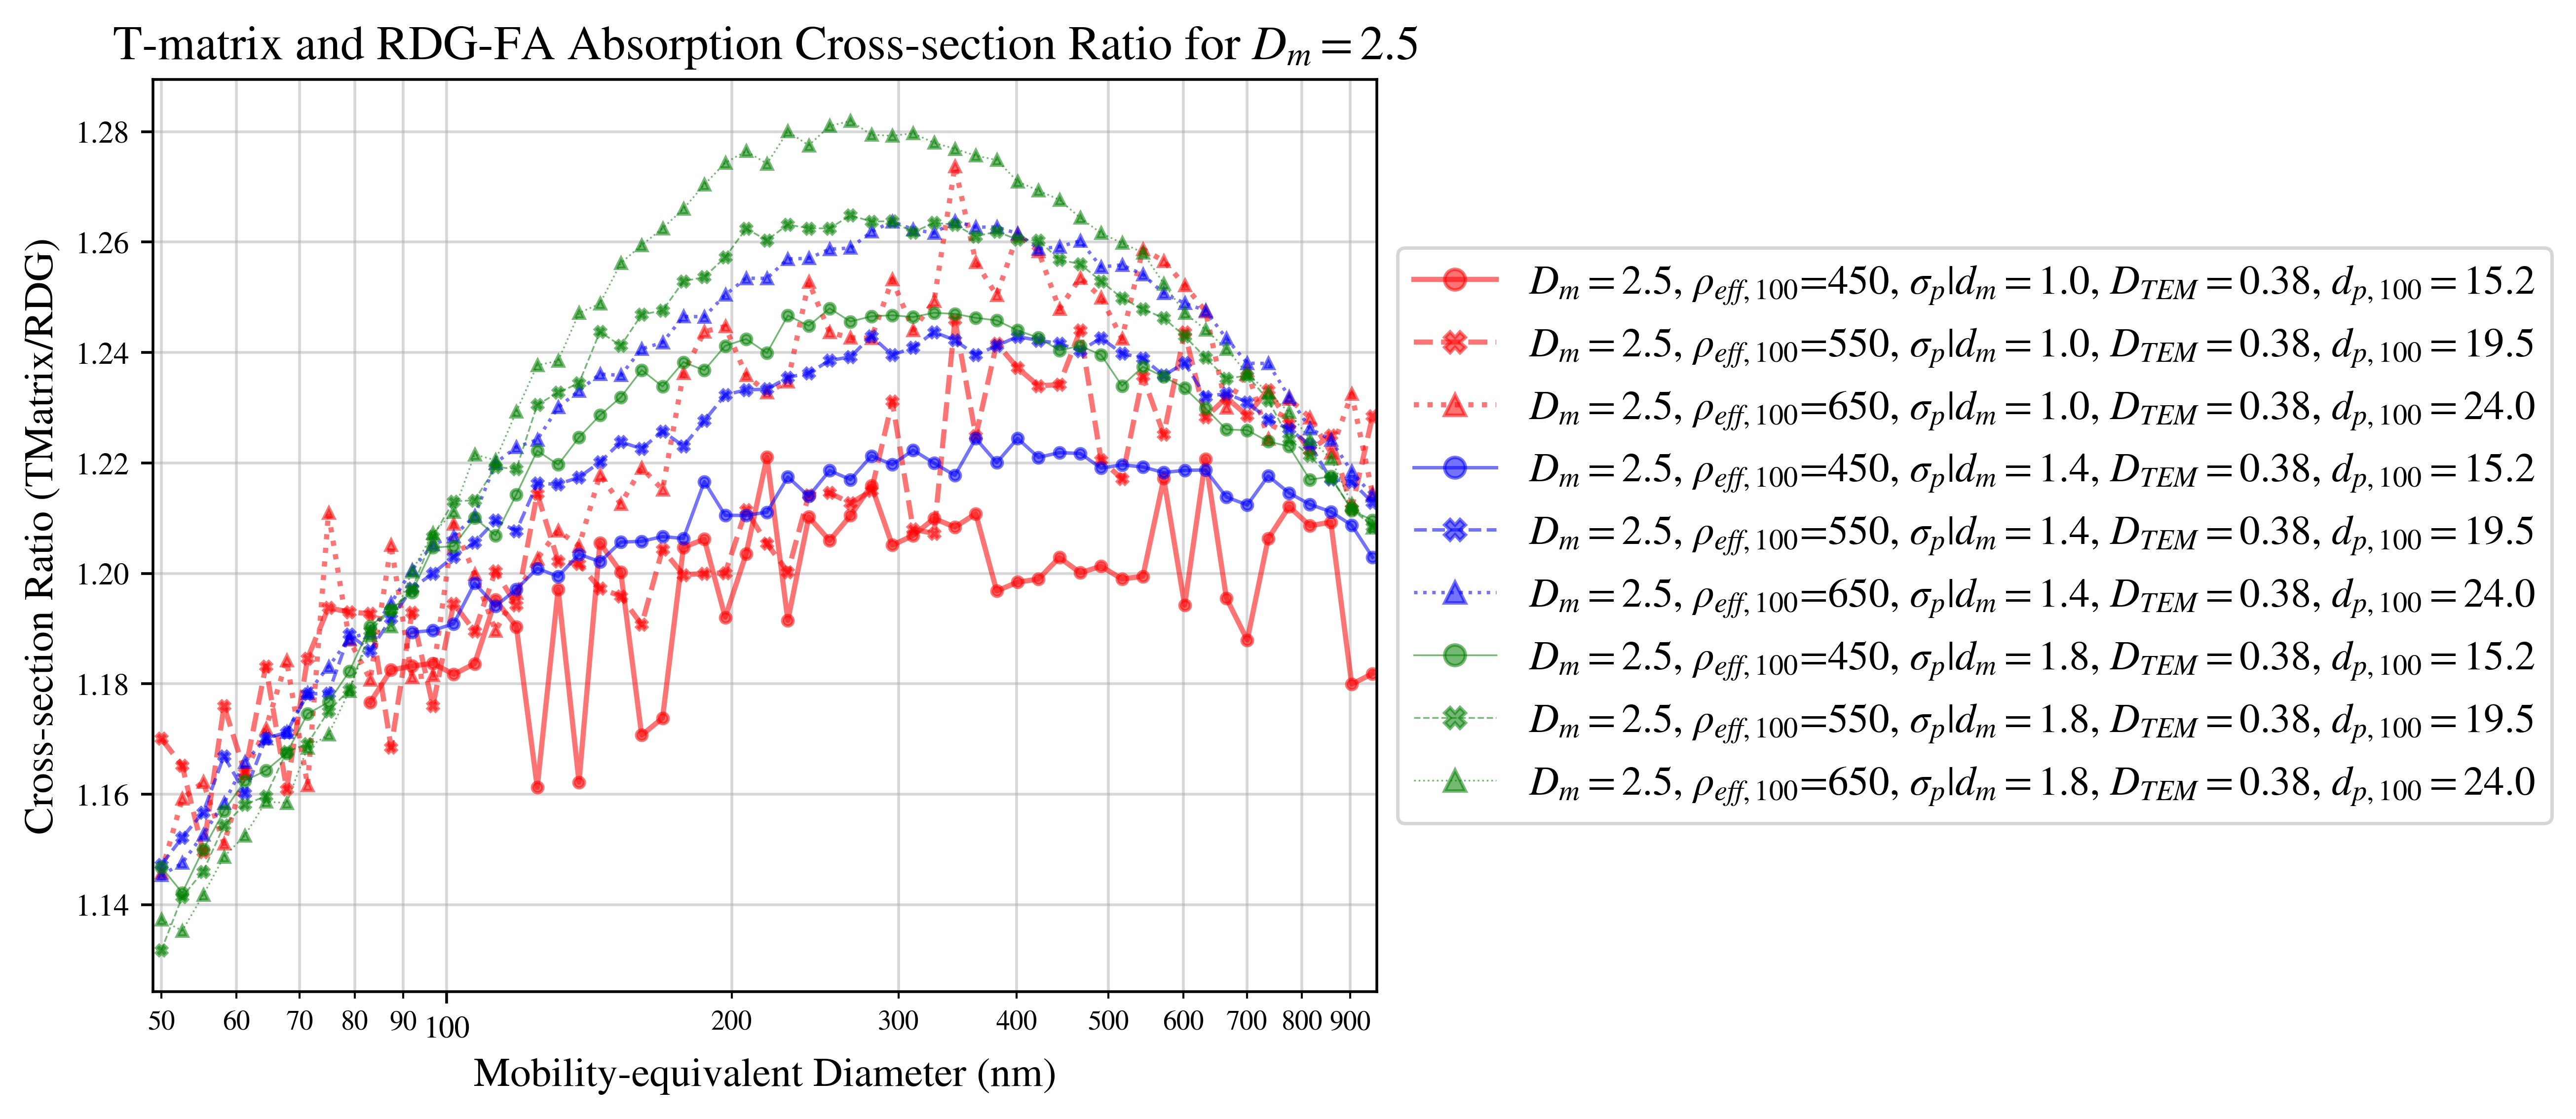 T-matrix and RDG-FA Absorption Cross-section Ratio for Dₘ = 2.5
Cross-section Ratio (TMatrix/RDG)
1.28
1.26
1.24
1.22
1.20
1.18
1.16
1.14
50 60 70 80 90 100 200 300 400 500 600 700 800 900
Mobility-equivalent Diameter (nm)
D_m = 2.5, ρ_eff,100=450, σ_p|d_m = 1.0, D_TEM = 0.38, d_p,100 = 15.2
D_m = 2.5, ρ_eff,100=550, σ_p|d_m = 1.0, D_TEM = 0.38, d_p,100 = 19.5
D_m = 2.5, ρ_eff,100=650, σ_p|d_m = 1.0, D_TEM = 0.38, d_p,100 = 24.0
D_m = 2.5, ρ_eff,100=450, σ_p|d_m = 1.4, D_TEM = 0.38, d_p,100 = 15.2
D_m = 2.5, ρ_eff,100=550, σ_p|d_m = 1.4, D_TEM = 0.38, d_p,100 = 19.5
D_m = 2.5, ρ_eff,100=650, σ_p|d_m = 1.4, D_TEM = 0.38, d_p,100 = 24.0
D_m = 2.5, ρ_eff,100=450, σ_p|d_m = 1.8, D_TEM = 0.38, d_p,100 = 15.2
D_m = 2.5, ρ_eff,100=550, σ_p|d_m = 1.8, D_TEM = 0.38, d_p,100 = 19.5
D_m = 2.5, ρ_eff,100=650, σ_p|d_m = 1.8, D_TEM = 0.38, d_p,100 = 24.0